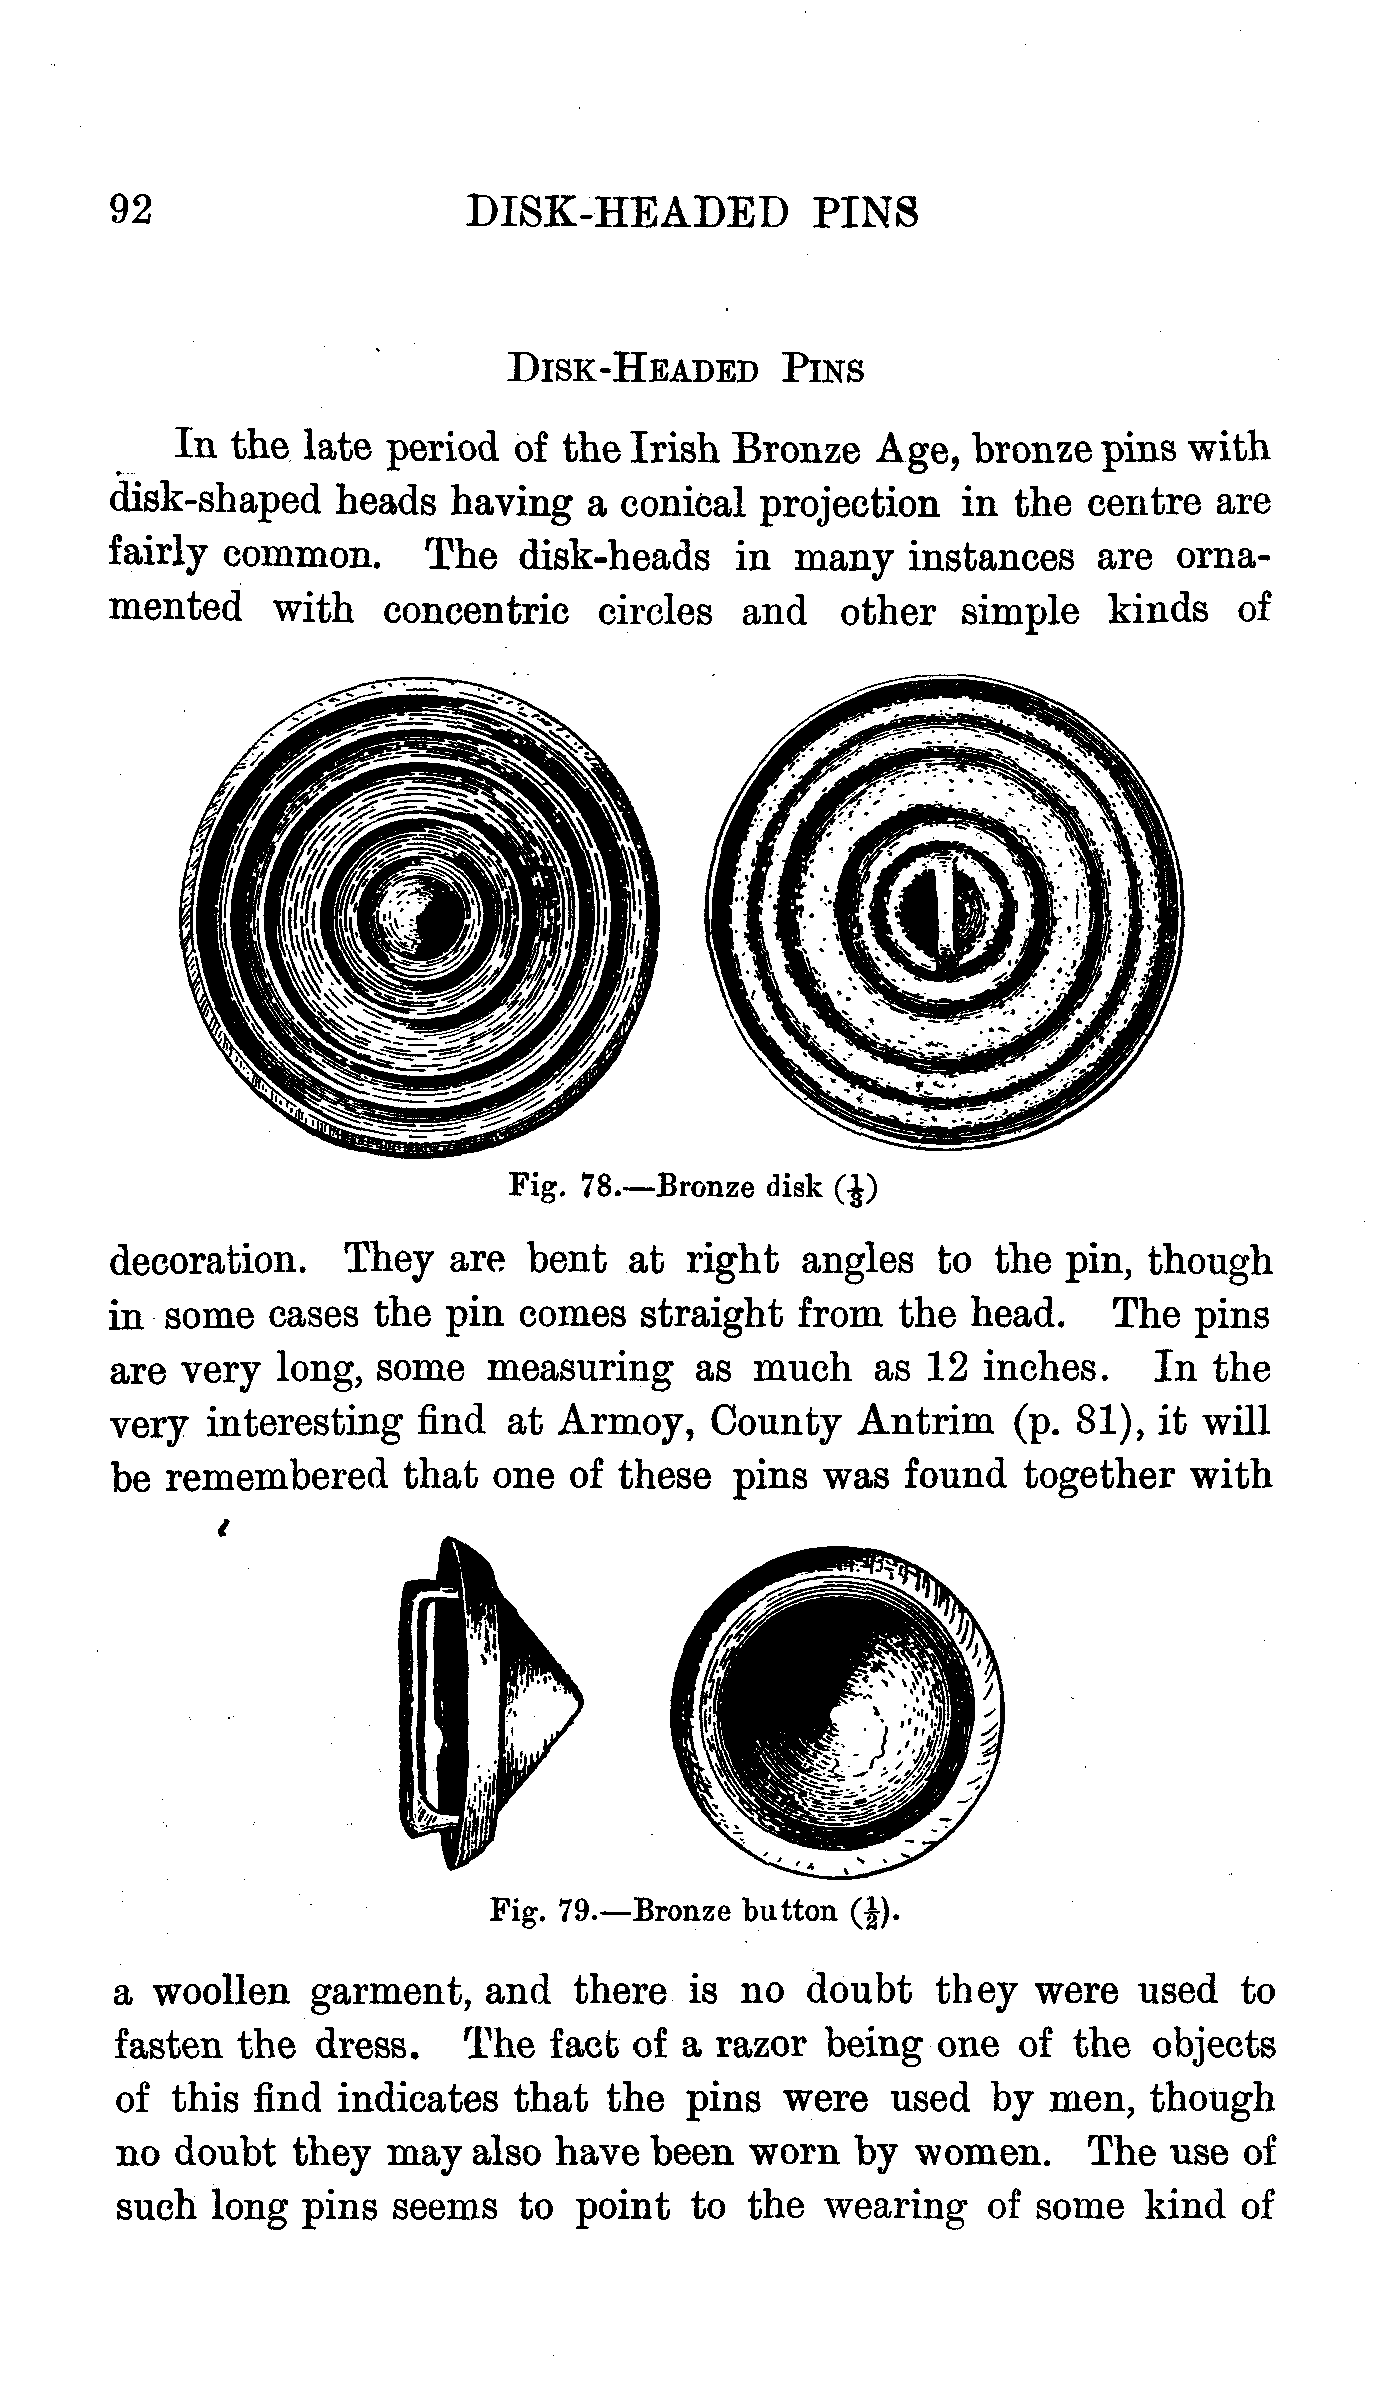 92 DISK-HEADED PINS
Disk-Headed Pins
In the late period of the Irish Bronze Age, bronze pins with
disk-shaped heads having a conical projection in the centre are
fairly common. The disk-heads in many instances are orna-
mented with concentric circles and other simple kinds of
Fig. 78.—Bronze disk (⅓)
decoration. They are bent at right angles to the pin, though
in some cases the pin comes straight from the head. The pins
are very long, some measuring as much as 12 inches. In the
very interesting find at Armoy, County Antrim (p. 81), it will
be remembered that one of these pins was found together with
Fig. 79.—Bronze button (½).
a woollen garment, and there is no doubt they were used to
fasten the dress. The fact of a razor being one of the objects
of this find indicates that the pins were used by men, though
no doubt they may also have been worn by women. The use of
such long pins seems to point to the wearing of some kind of